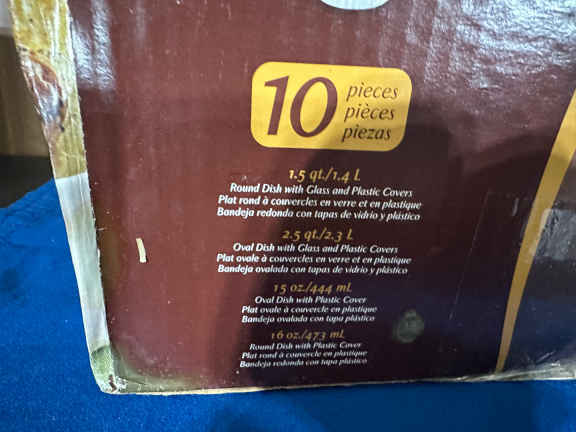 10 pieces
pièces
piezas
1.5 qt./1.4 L
Round Dish with Glass and Plastic Covers
Plat rond à couvercles en verre et en plastique
Bandeja redonda con tapas de vidrio y plástico
2.5 qt./2.3 L
Oval Dish with Glass and Plastic Covers
Plat ovale à couvercles en verre et en plastique
Bandeja ovalada con tapas de vidrio y plástico
15 oz./444 mL
Oval Dish with Plastic Cover
Plat ovale à couvercle en plastique
Bandeja ovalada con tapa plástico
16 oz./473 mL
Round Dish with Plastic Cover
Plat rond à couvercle en plastique
Bandeja redonda con tapa plástico